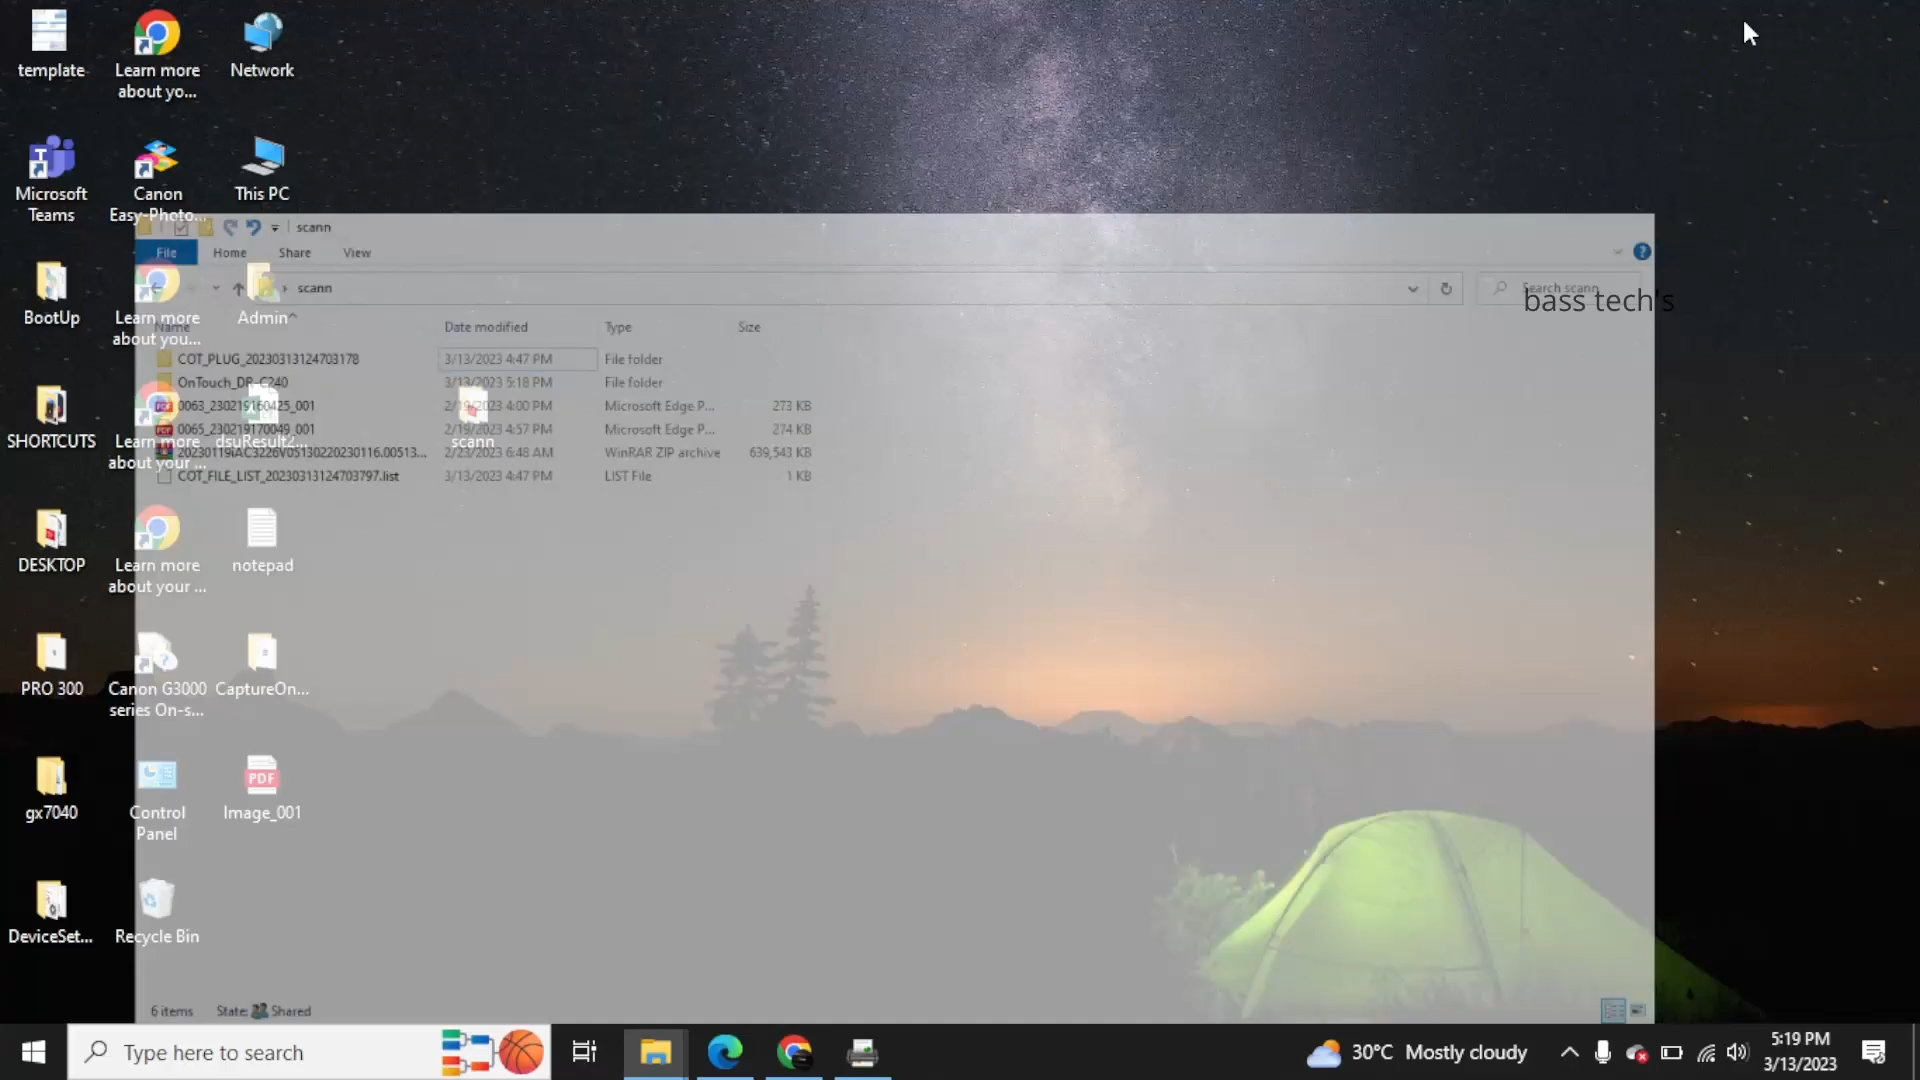 template
Learn more
about yo...
Network
Microsoft
Teams
Canon
Easy-Photo...
This PC
scann
File
Home
Share
View
scann
Search scann
bass tech's
BootUp
Learn more
about your...
Admin
Name
Date modified
Type
Size
COT_PLUG_20230313124703178
3/13/2023 4:47 PM
File folder
OnTouch_DR-C240
3/13/2023 5:18 PM
File folder
0063_230219160425_001
2/19/2023 4:00 PM
Microsoft Edge P...
273 KB
0065_230219170049_001
2/19/2023 4:57 PM
Microsoft Edge P...
274 KB
2/23/2023 6:48 AM
WinRAR ZIP archive
639,543 KB
COT_FILE_LIST_20230313124703797.list
3/13/2023 4:47 PM
LIST File
1 KB
SHORTCUTS
Learn more
about your ...
dsuResult2...
scann
DESKTOP
Learn more
about your ...
notepad
PRO 300
Canon G3000
series On-s...
CaptureOn...
gx7040
Control
Panel
PDF
Image_001
DeviceSet...
Recycle Bin
6 items
State:
Shared
Type here to search
30°C Mostly cloudy
5:19 PM
3/13/2023